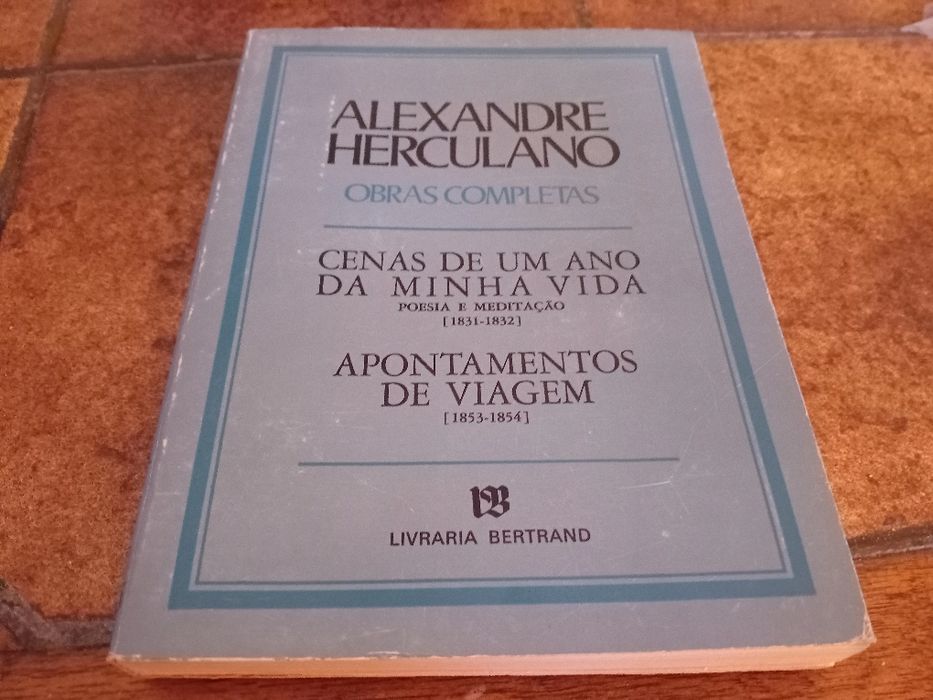 ALEXANDRE
HERCULANO
OBRAS COMPLETAS
CENAS DE UM ANO
DA MINHA VIDA
POESIA E MEDITAÇÃO
[1831-1832]
APONTAMENTOS
DE VIAGEM
[1853-1854]
LIVRARIA BERTRAND